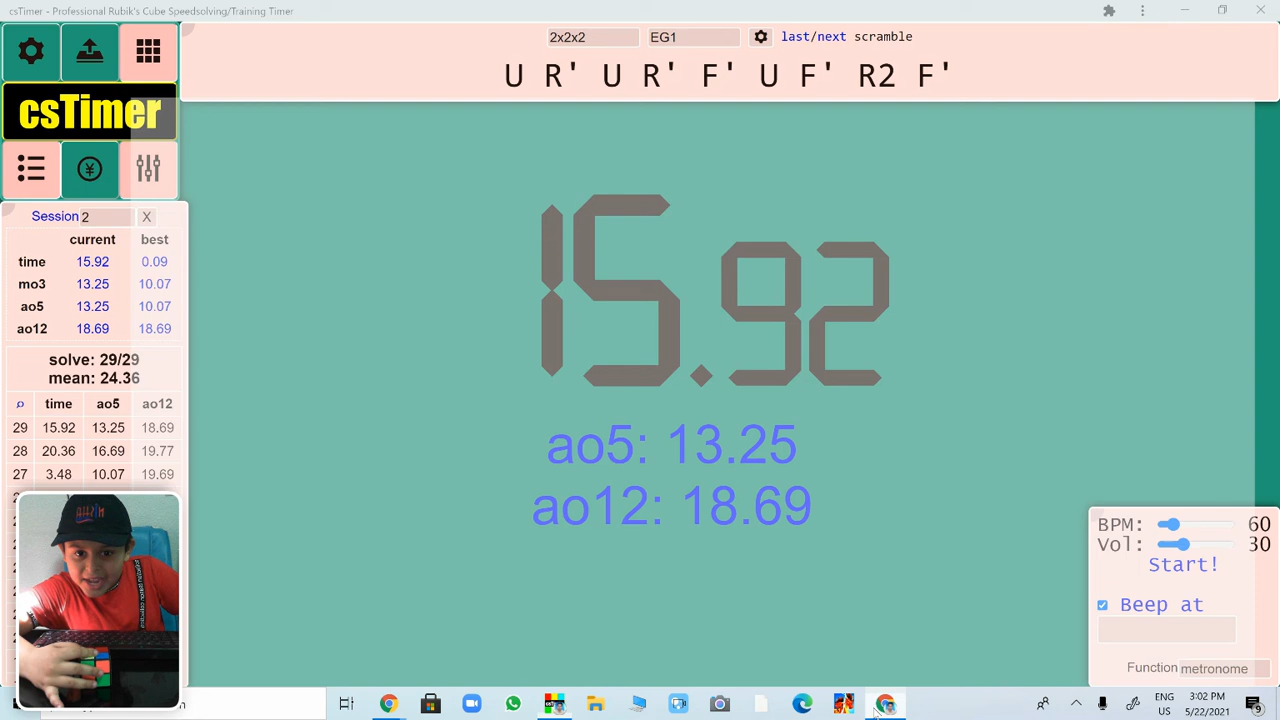 csTimer - Professional Rubik's Cube Speedsolving/Training Timer
2x2x2 EG1 last/next scramble
U R' U R' F' U F' R2 F'
csTimer
¥
Session 2 X
current best
time 15.92 0.09
mo3 13.25 10.07
ao5 13.25 10.07
ao12 18.69 18.69
solve: 29/29
mean: 24.36
time ao5 ao12
29 15.92 13.25 18.69
28 20.36 16.69 19.77
27 3.48 10.07 19.69
15.92
ao5: 13.25
ao12: 18.69
BPM: 60
Vol: 30
Start!
Beep at
Function metronome
ENG 3:02 PM
US 5/22/2021
9